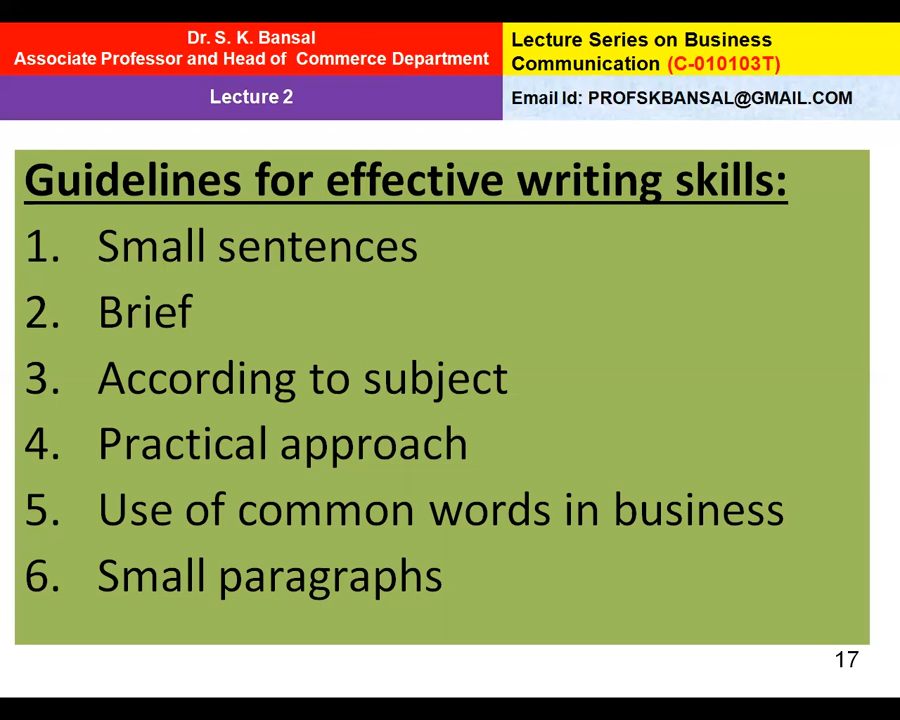 Dr. S. K. Bansal
Associate Professor and Head of Commerce Department
Lecture Series on Business
Communication (C-010103T)
Lecture 2
Email Id: PROFSKBANSAL@GMAIL.COM
Guidelines for effective writing skills:
1. Small sentences
2. Brief
3. According to subject
4. Practical approach
5. Use of common words in business
6. Small paragraphs
17